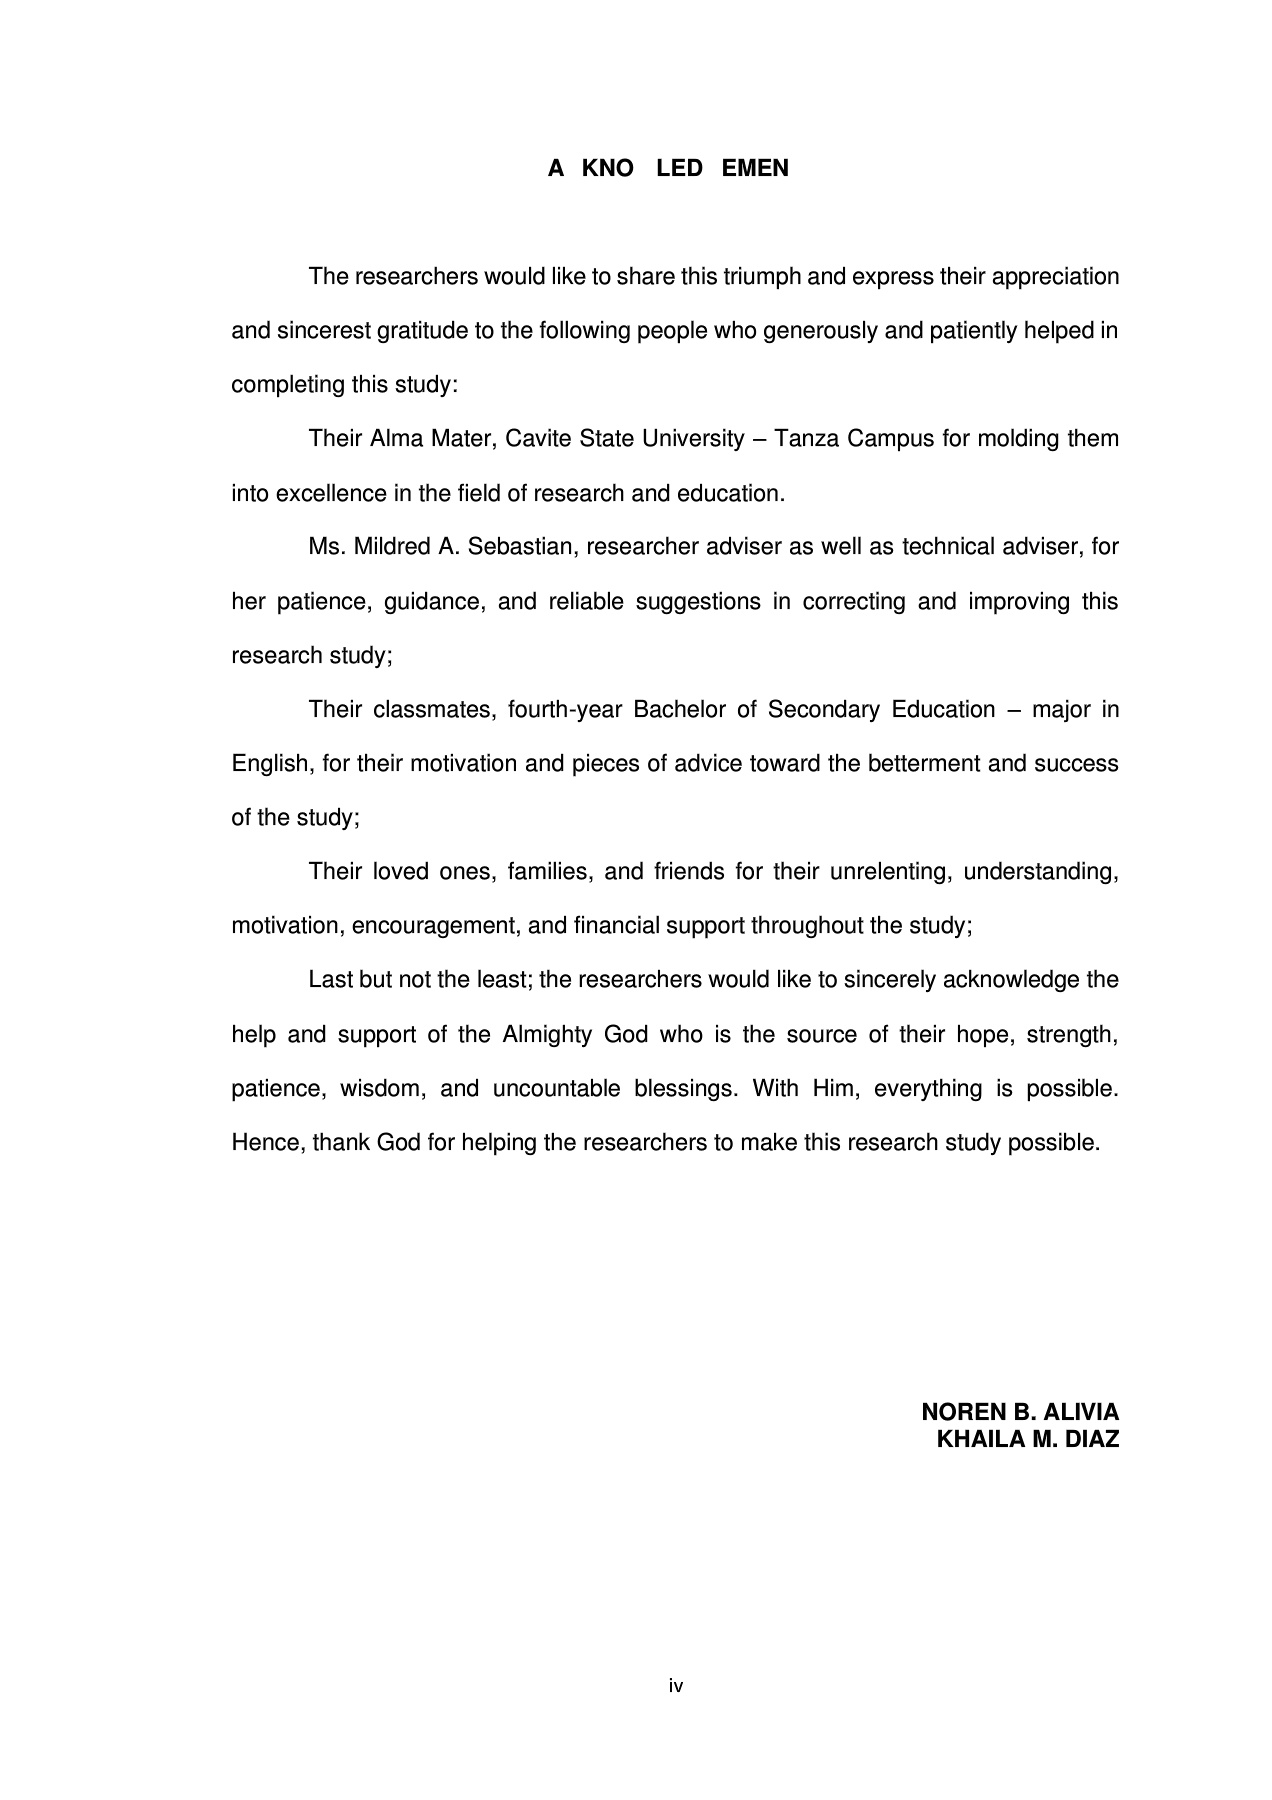 A KNO LED EMEN
The researchers would like to share this triumph and express their appreciation
and sincerest gratitude to the following people who generously and patiently helped in
completing this study:
Their Alma Mater, Cavite State University – Tanza Campus for molding them
into excellence in the field of research and education.
Ms. Mildred A. Sebastian, researcher adviser as well as technical adviser, for
her patience, guidance, and reliable suggestions in correcting and improving this
research study;
Their classmates, fourth-year Bachelor of Secondary Education – major in
English, for their motivation and pieces of advice toward the betterment and success
of the study;
Their loved ones, families, and friends for their unrelenting, understanding,
motivation, encouragement, and financial support throughout the study;
Last but not the least; the researchers would like to sincerely acknowledge the
help and support of the Almighty God who is the source of their hope, strength,
patience, wisdom, and uncountable blessings. With Him, everything is possible.
Hence, thank God for helping the researchers to make this research study possible.
NOREN B. ALIVIA
KHAILA M. DIAZ
iv